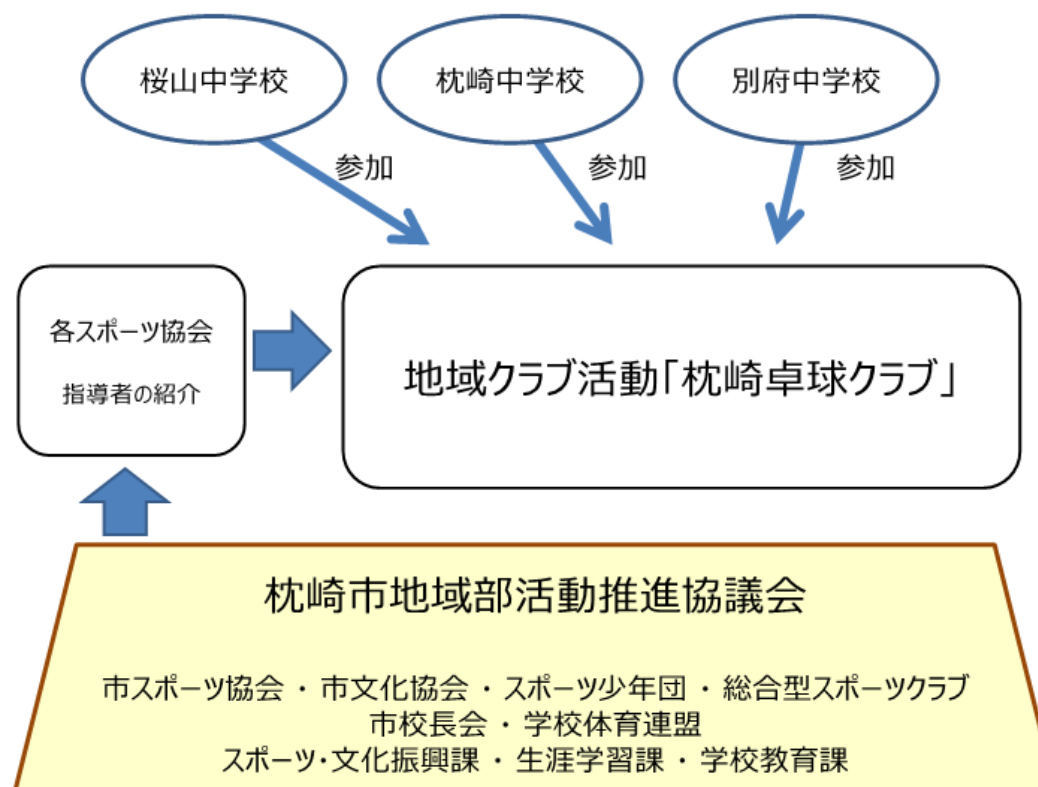 桜山中学校
枕崎中学校
別府中学校
参加
参加
参加
各スポーツ協会
指導者の紹介
地域クラブ活動「枕崎卓球クラブ」
枕崎市地域部活動推進協議会
市スポーツ協会 ・ 市文化協会 ・ スポーツ少年団 ・ 総合型スポーツクラブ
市校長会 ・ 学校体育連盟
スポーツ・文化振興課 ・ 生涯学習課 ・ 学校教育課